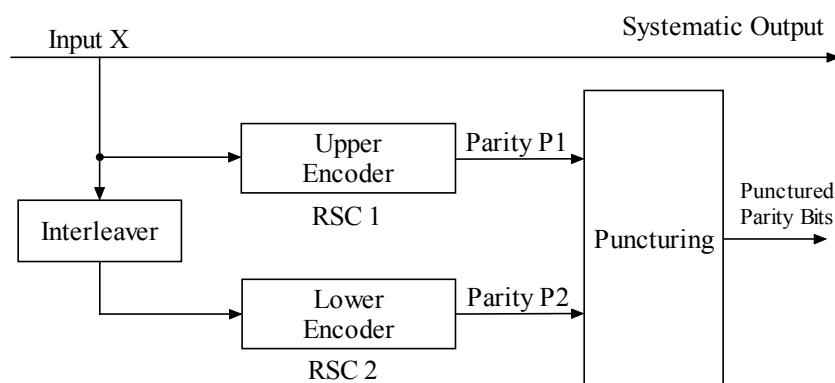 Input X
Systematic Output
Upper
Encoder
Parity P1
RSC 1
Interleaver
Puncturing
Punctured
Parity Bits
Lower
Encoder
Parity P2
RSC 2